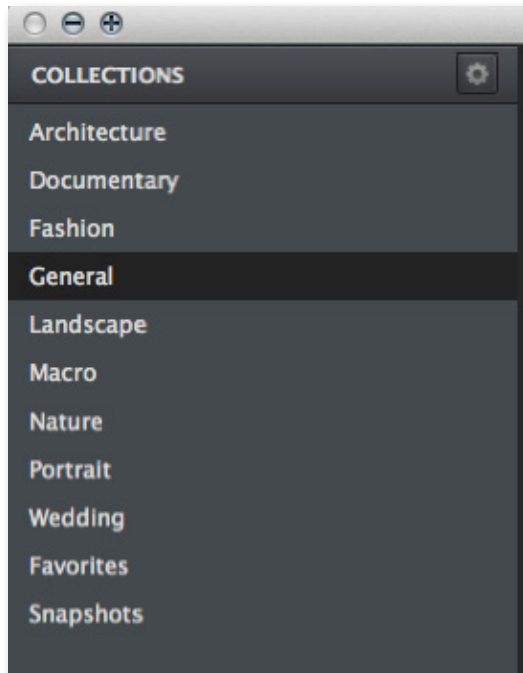 COLLECTIONS
Architecture
Documentary
Fashion
General
Landscape
Macro
Nature
Portrait
Wedding
Favorites
Snapshots